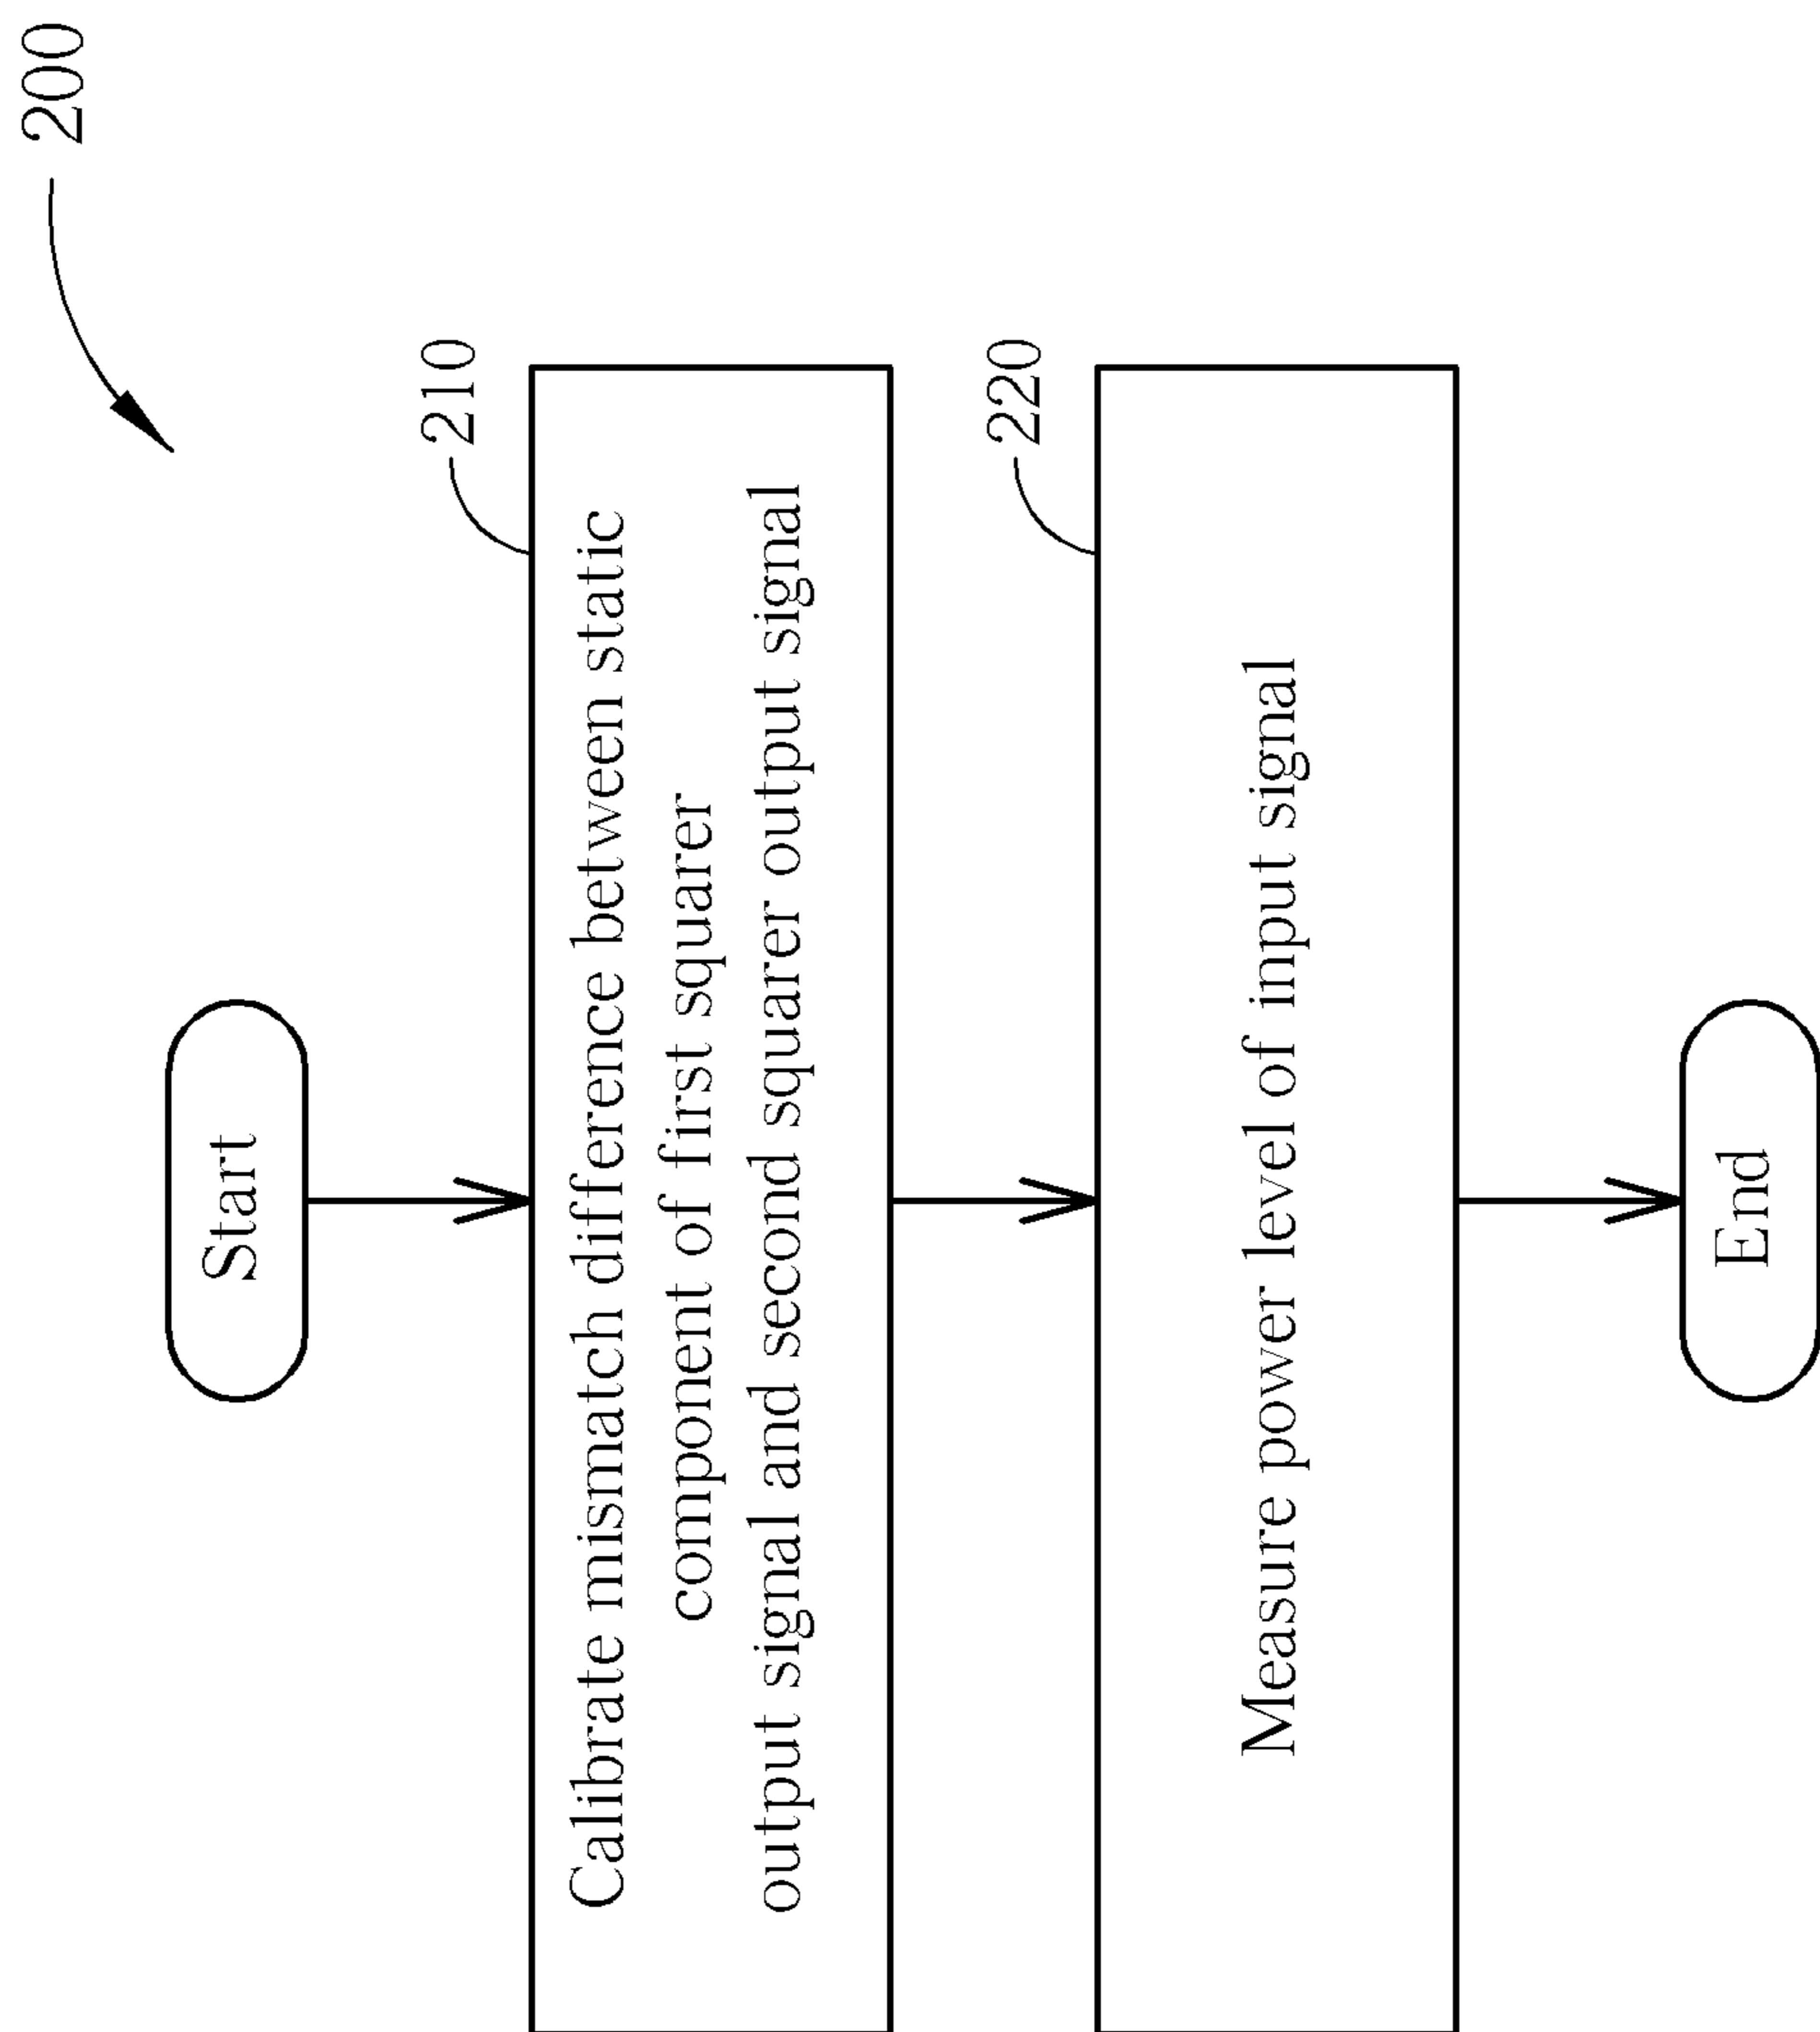 200
Start
210
Calibrate mismatch difference between static
component of first squarer
output signal and second squarer output signal
220
Measure power level of input signal
End